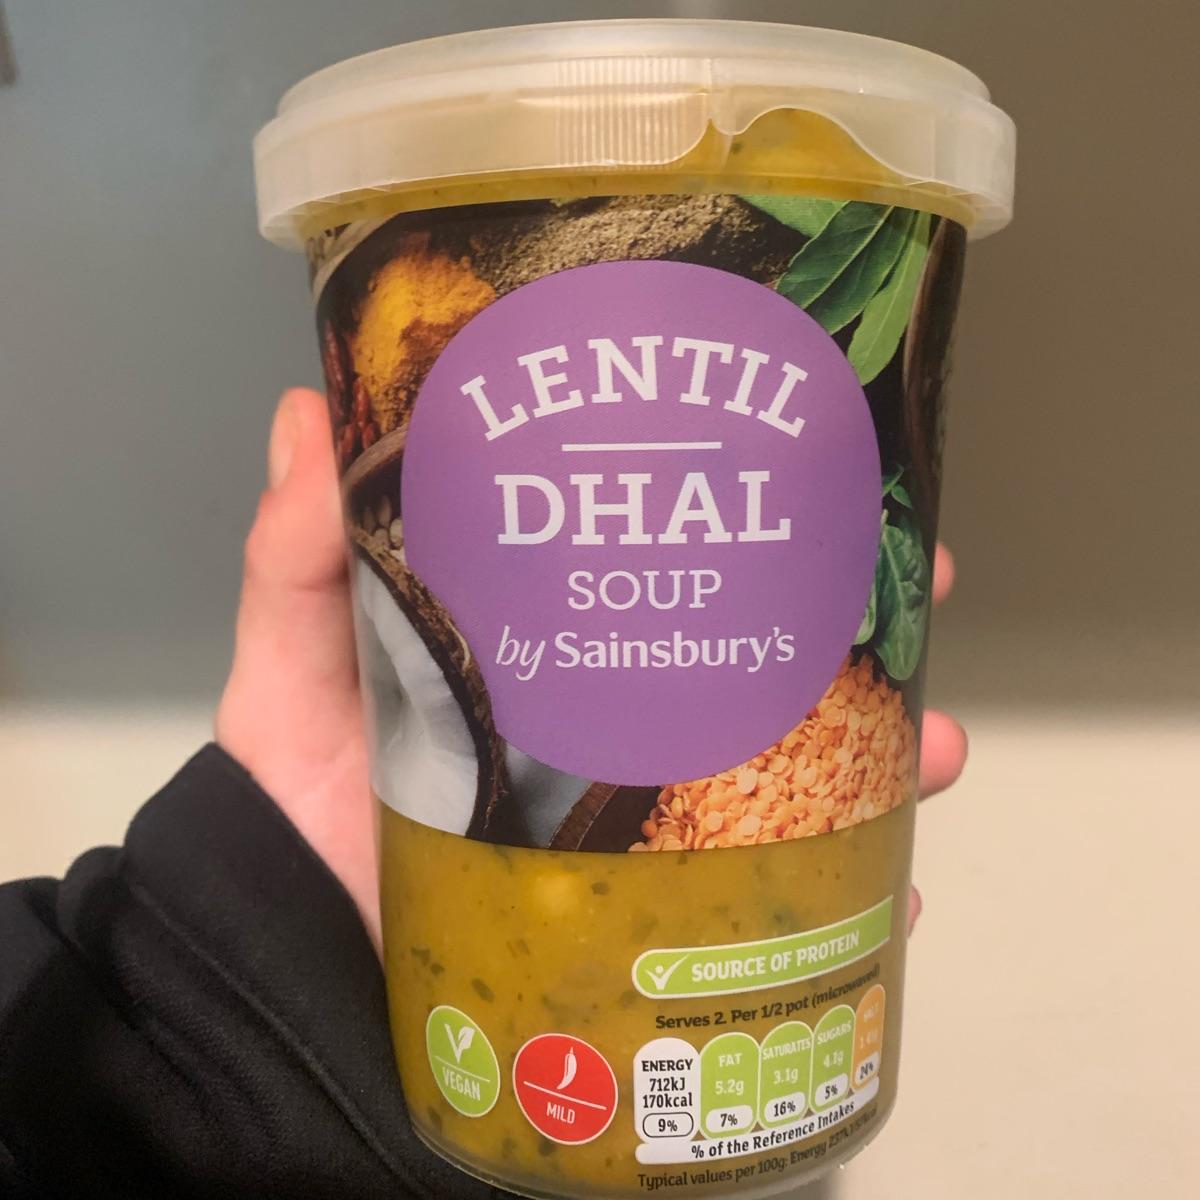 LENTIL
DHAL
SOUP
by Sainsbury's
SOURCE OF PROTEIN
Serves 2. Per 1/2 pot (microwaved)
ENERGY
712kJ
170kcal
9%
FAT
5.2g
7%
SATURATES
3.1g
16%
SUGARS
4.1g
5%
SALT
24%
% of the Reference Intakes
Typical values per 100g: Energy
VEGAN
MILD